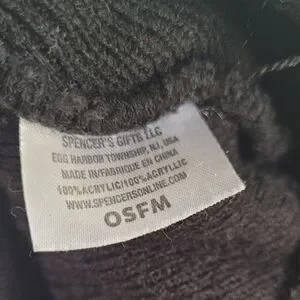 SPENCER'S GIFTS LLC
EGG HARBOR TOWNSHIP, NJ, USA
MADE IN/FABRIQUE EN CHINA
100%ACRYLIC/100%ACRYLIC
WWW.SPENCERSONLINE.COM
OSFM